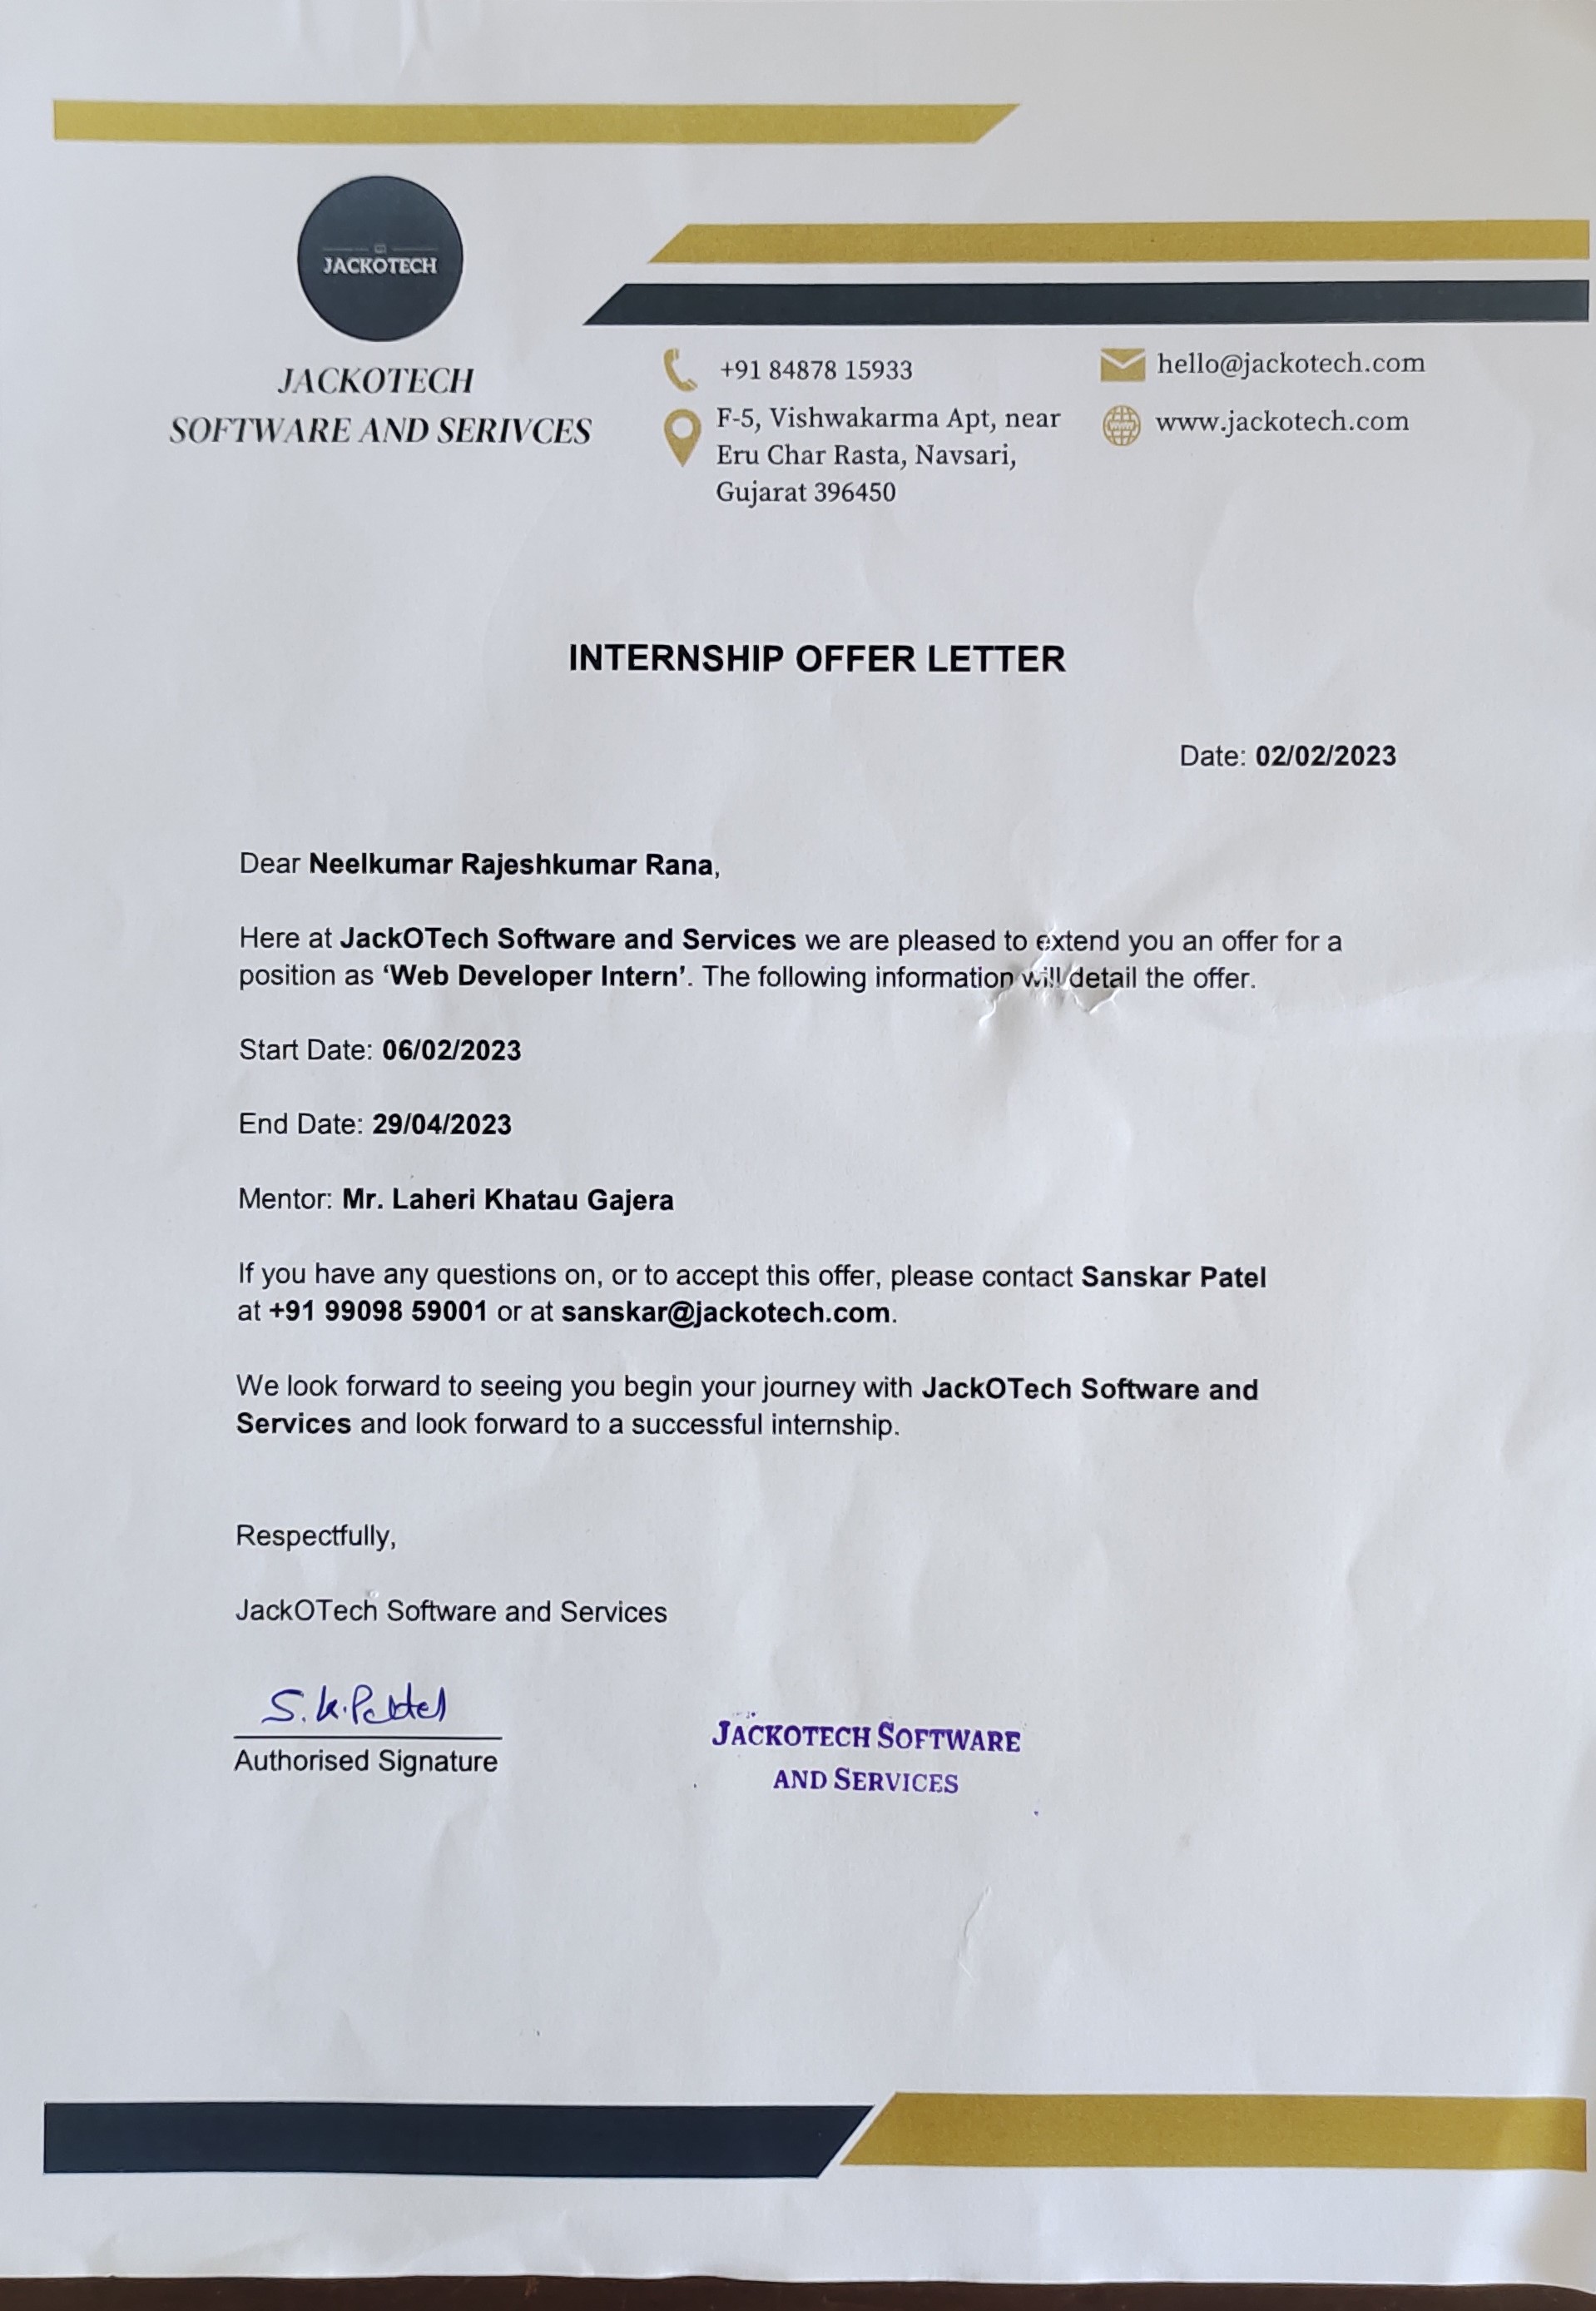 JACKOTECH
JACKOTECH
SOFTWARE AND SERIVCES
+91 84878 15933
F-5, Vishwakarma Apt, near
Eru Char Rasta, Navsari,
Gujarat 396450
hello@jackotech.com
www.jackotech.com
INTERNSHIP OFFER LETTER
Date: 02/02/2023
Dear Neelkumar Rajeshkumar Rana,
Here at JackOTech Software and Services we are pleased to extend you an offer for a
position as ‘Web Developer Intern’. The following information will detail the offer.
Start Date: 06/02/2023
End Date: 29/04/2023
Mentor: Mr. Laheri Khatau Gajera
If you have any questions on, or to accept this offer, please contact Sanskar Patel
at +91 99098 59001 or at sanskar@jackotech.com.
We look forward to seeing you begin your journey with JackOTech Software and
Services and look forward to a successful internship.
Respectfully,
JackOTech Software and Services
S.K.Patel
Authorised Signature
JACKOTECH SOFTWARE
AND SERVICES